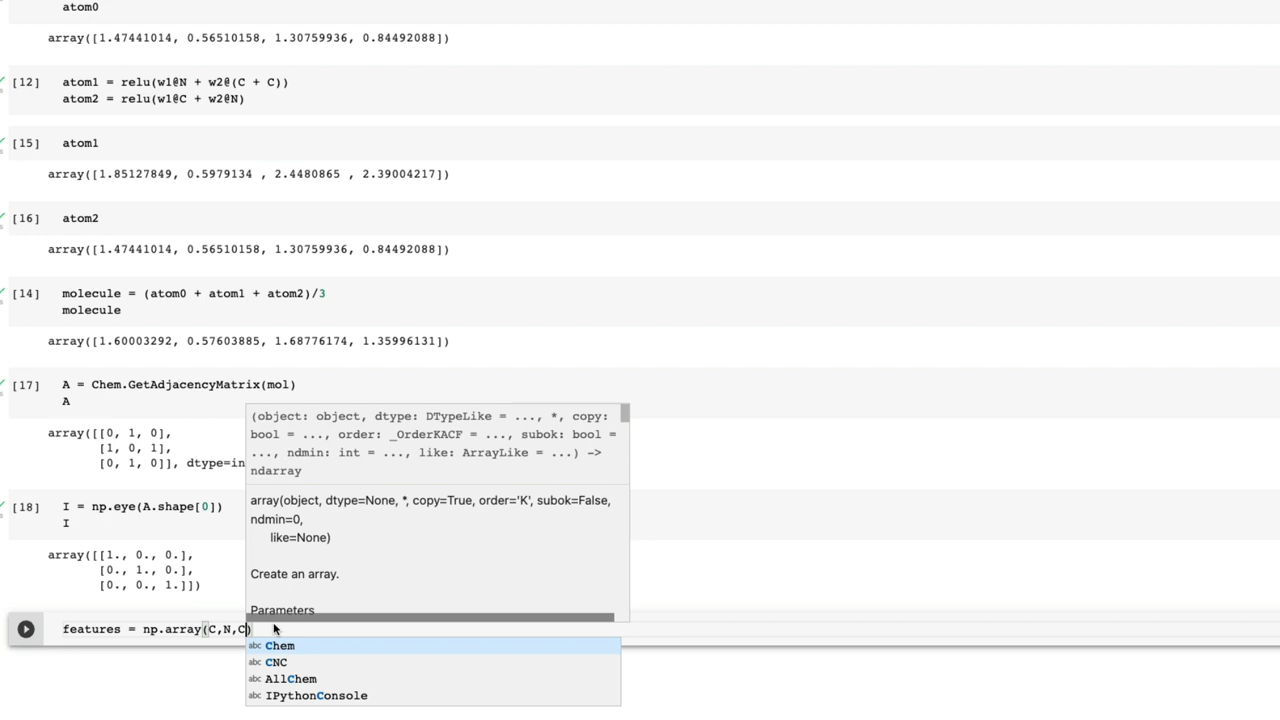 atom0
array([1.47441014, 0.56510158, 1.30759936, 0.84492088])
[12] atom1 = relu(w1@N + w2@(C + C))
atom2 = relu(w1@C + w2@N)
[15] atom1
array([1.85127849, 0.5979134 , 2.4480865 , 2.39004217])
[16] atom2
array([1.47441014, 0.56510158, 1.30759936, 0.84492088])
[14] molecule = (atom0 + atom1 + atom2)/3
molecule
array([1.60003292, 0.57603885, 1.68776174, 1.35996131])
[17] A = Chem.GetAdjacencyMatrix(mol)
A
array([[0, 1, 0],
[1, 0, 1],
[0, 1, 0]], dtype=in
(object: object, dtype: DTypeLike = ..., *, copy:
bool = ..., order: _OrderKACF = ..., subok: bool =
..., ndmin: int = ..., like: ArrayLike = ...) ->
ndarray
array(object, dtype=None, *, copy=True, order='K', subok=False,
ndmin=0,
like=None)
Create an array.
Parameters
[18] I = np.eye(A.shape[0])
I
array([[1., 0., 0.],
[0., 1., 0.],
[0., 0., 1.]])
features = np.array(C,N,C)
abc Chem
abc CNC
abc AllChem
abc IPythonConsole